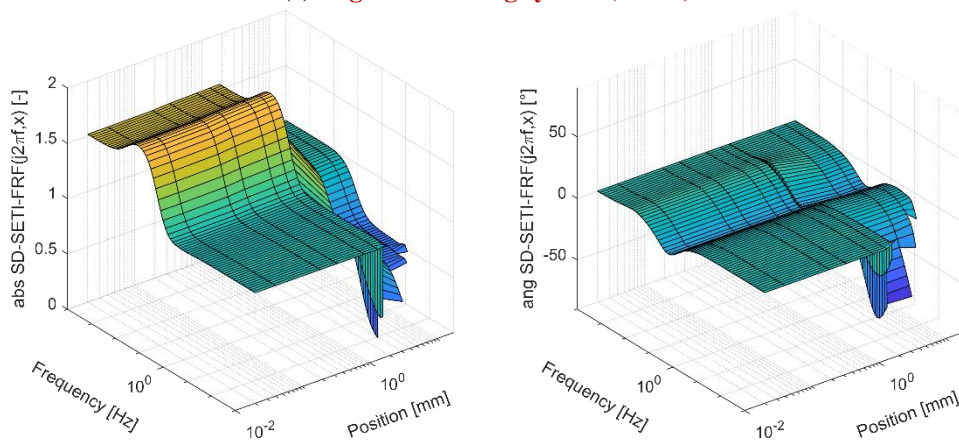 abs SD-SETI-FRF(j2πf,x) [-]
2
1.5
1
0.5
0
Frequency [Hz]
10^0
10^-2
10^0
Position [mm]
ang SD-SETI-FRF(j2πf,x) [°]
50
0
-50
Frequency [Hz]
10^0
10^-2
10^0
Position [mm]